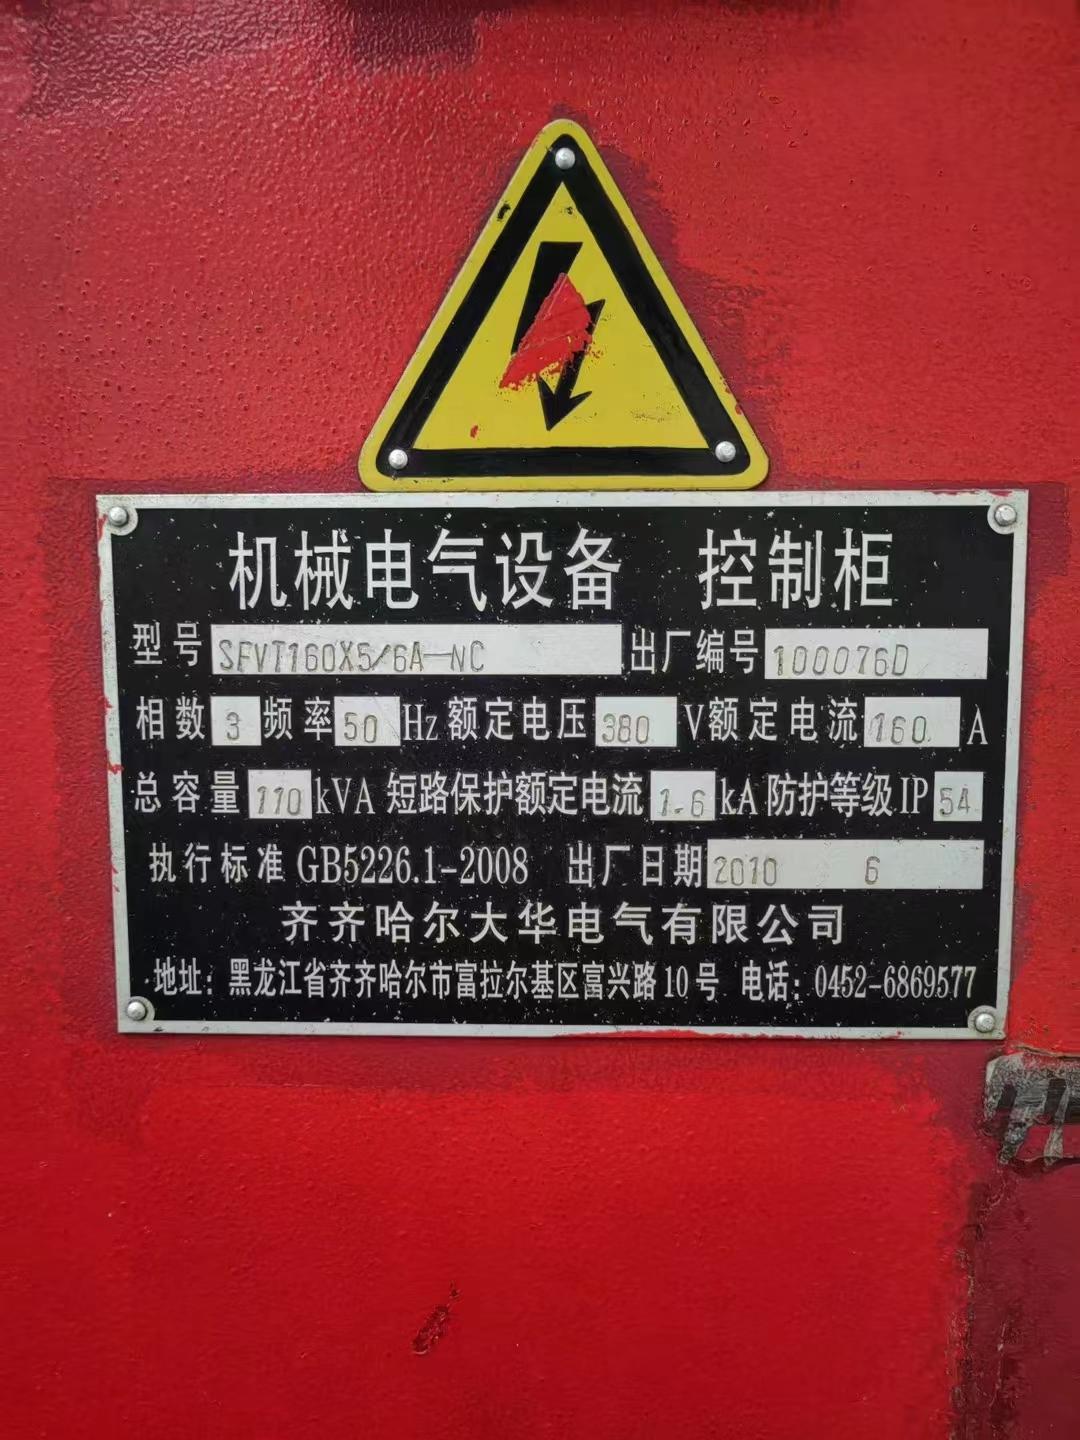 机械电气设备 控制柜
型号 SFVT160X5/6A-NC 出厂编号 100076D
相数 3 频率 50 Hz 额定电压 380 V 额定电流 160 A
总容量 110 kVA 短路保护额定电流 1.6 kA 防护等级 IP 54
执行标准 GB5226.1-2008 出厂日期 2010 6
齐齐哈尔大华电气有限公司
地址：黑龙江省齐齐哈尔市富拉尔基区富兴路10号 电话：0452-6869577